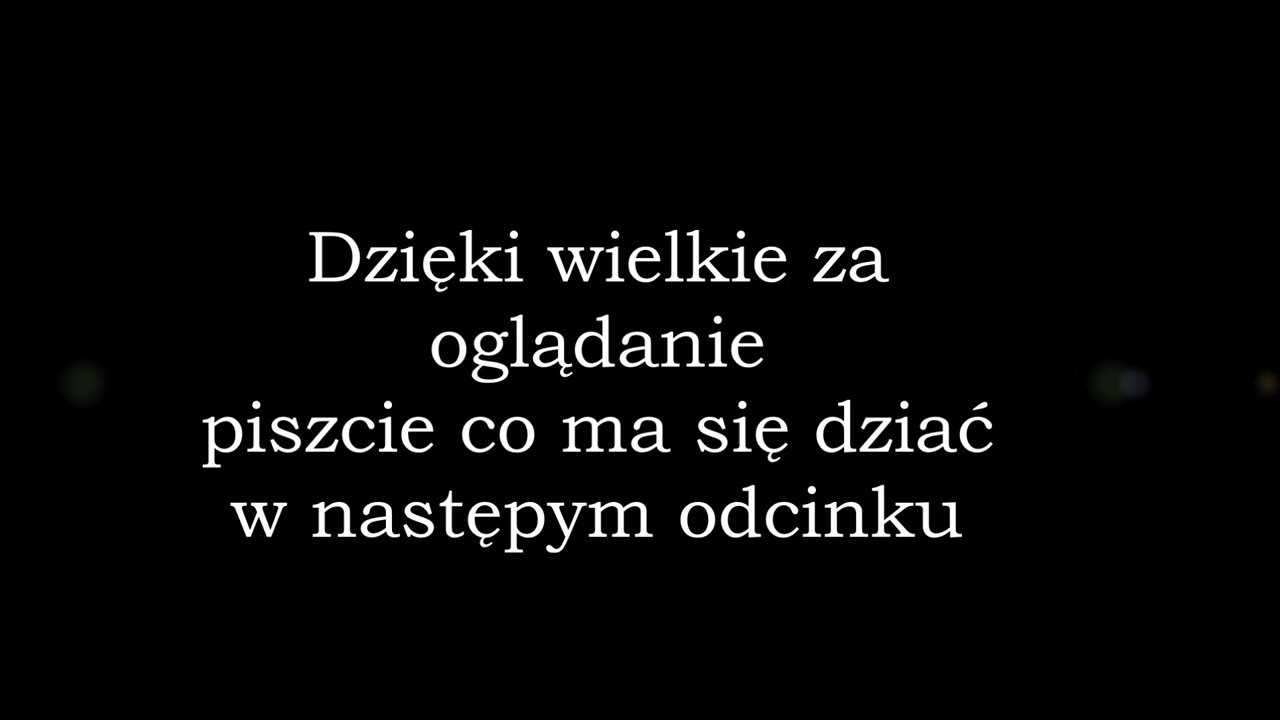 Dzięki wielkie za
oglądanie
piszcie co ma się dziać
w następym odcinku